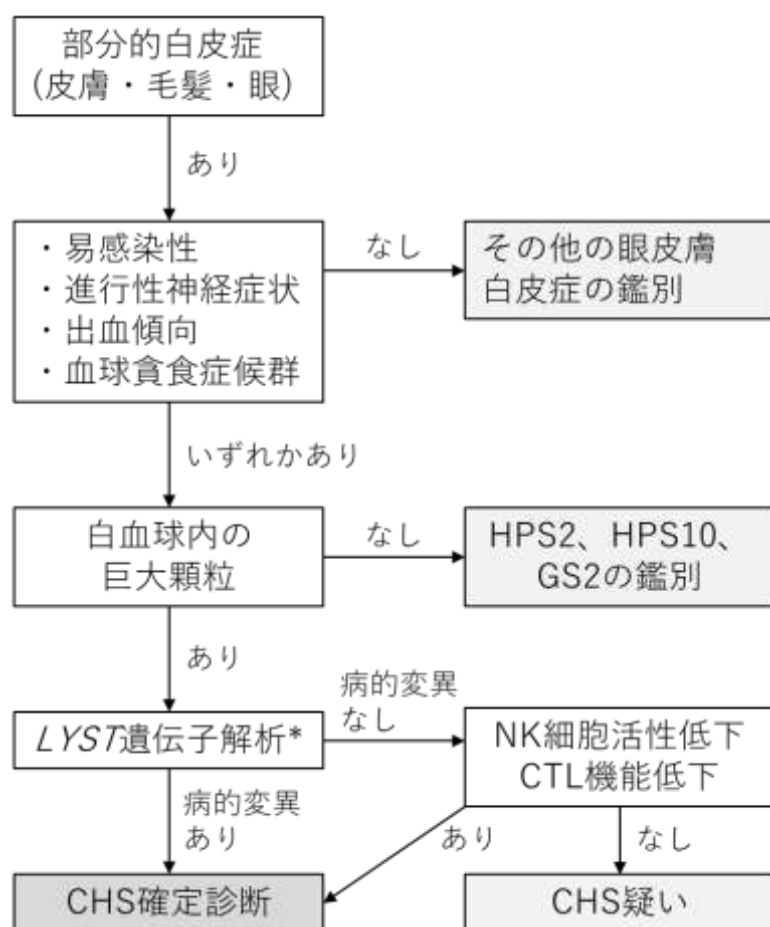 部分的白皮症
(皮膚・毛髪・眼)
あり
・易感染性
・進行性神経症状
・出血傾向
・血球貪食症候群
なし
その他の眼皮膚
白皮症の鑑別
いずれかあり
白血球内の
巨大顆粒
なし
HPS2、HPS10、
GS2の鑑別
あり
病的変異
なし
LYST遺伝子解析*
NK細胞活性低下
CTL機能低下
病的変異
あり
あり
なし
CHS確定診断
CHS疑い